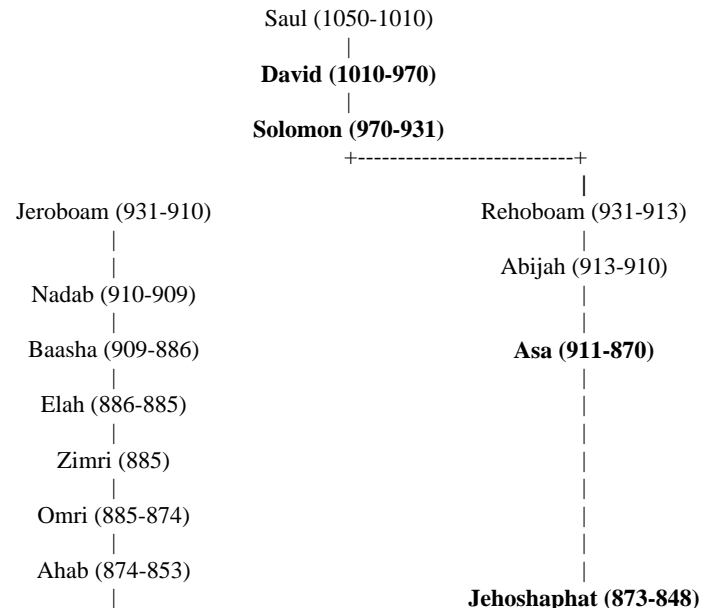 Saul (1050-1010)
|
David (1010-970)
|
Solomon (970-931)
+--------------------------+
|
Jeroboam (931-910) Rehoboam (931-913)
| |
| Abijah (913-910)
Nadab (910-909) |
| |
Baasha (909-886) Asa (911-870)
| |
Elah (886-885) |
| |
Zimri (885) |
| |
Omri (885-874) |
| |
Ahab (874-853) |
| Jehoshaphat (873-848)